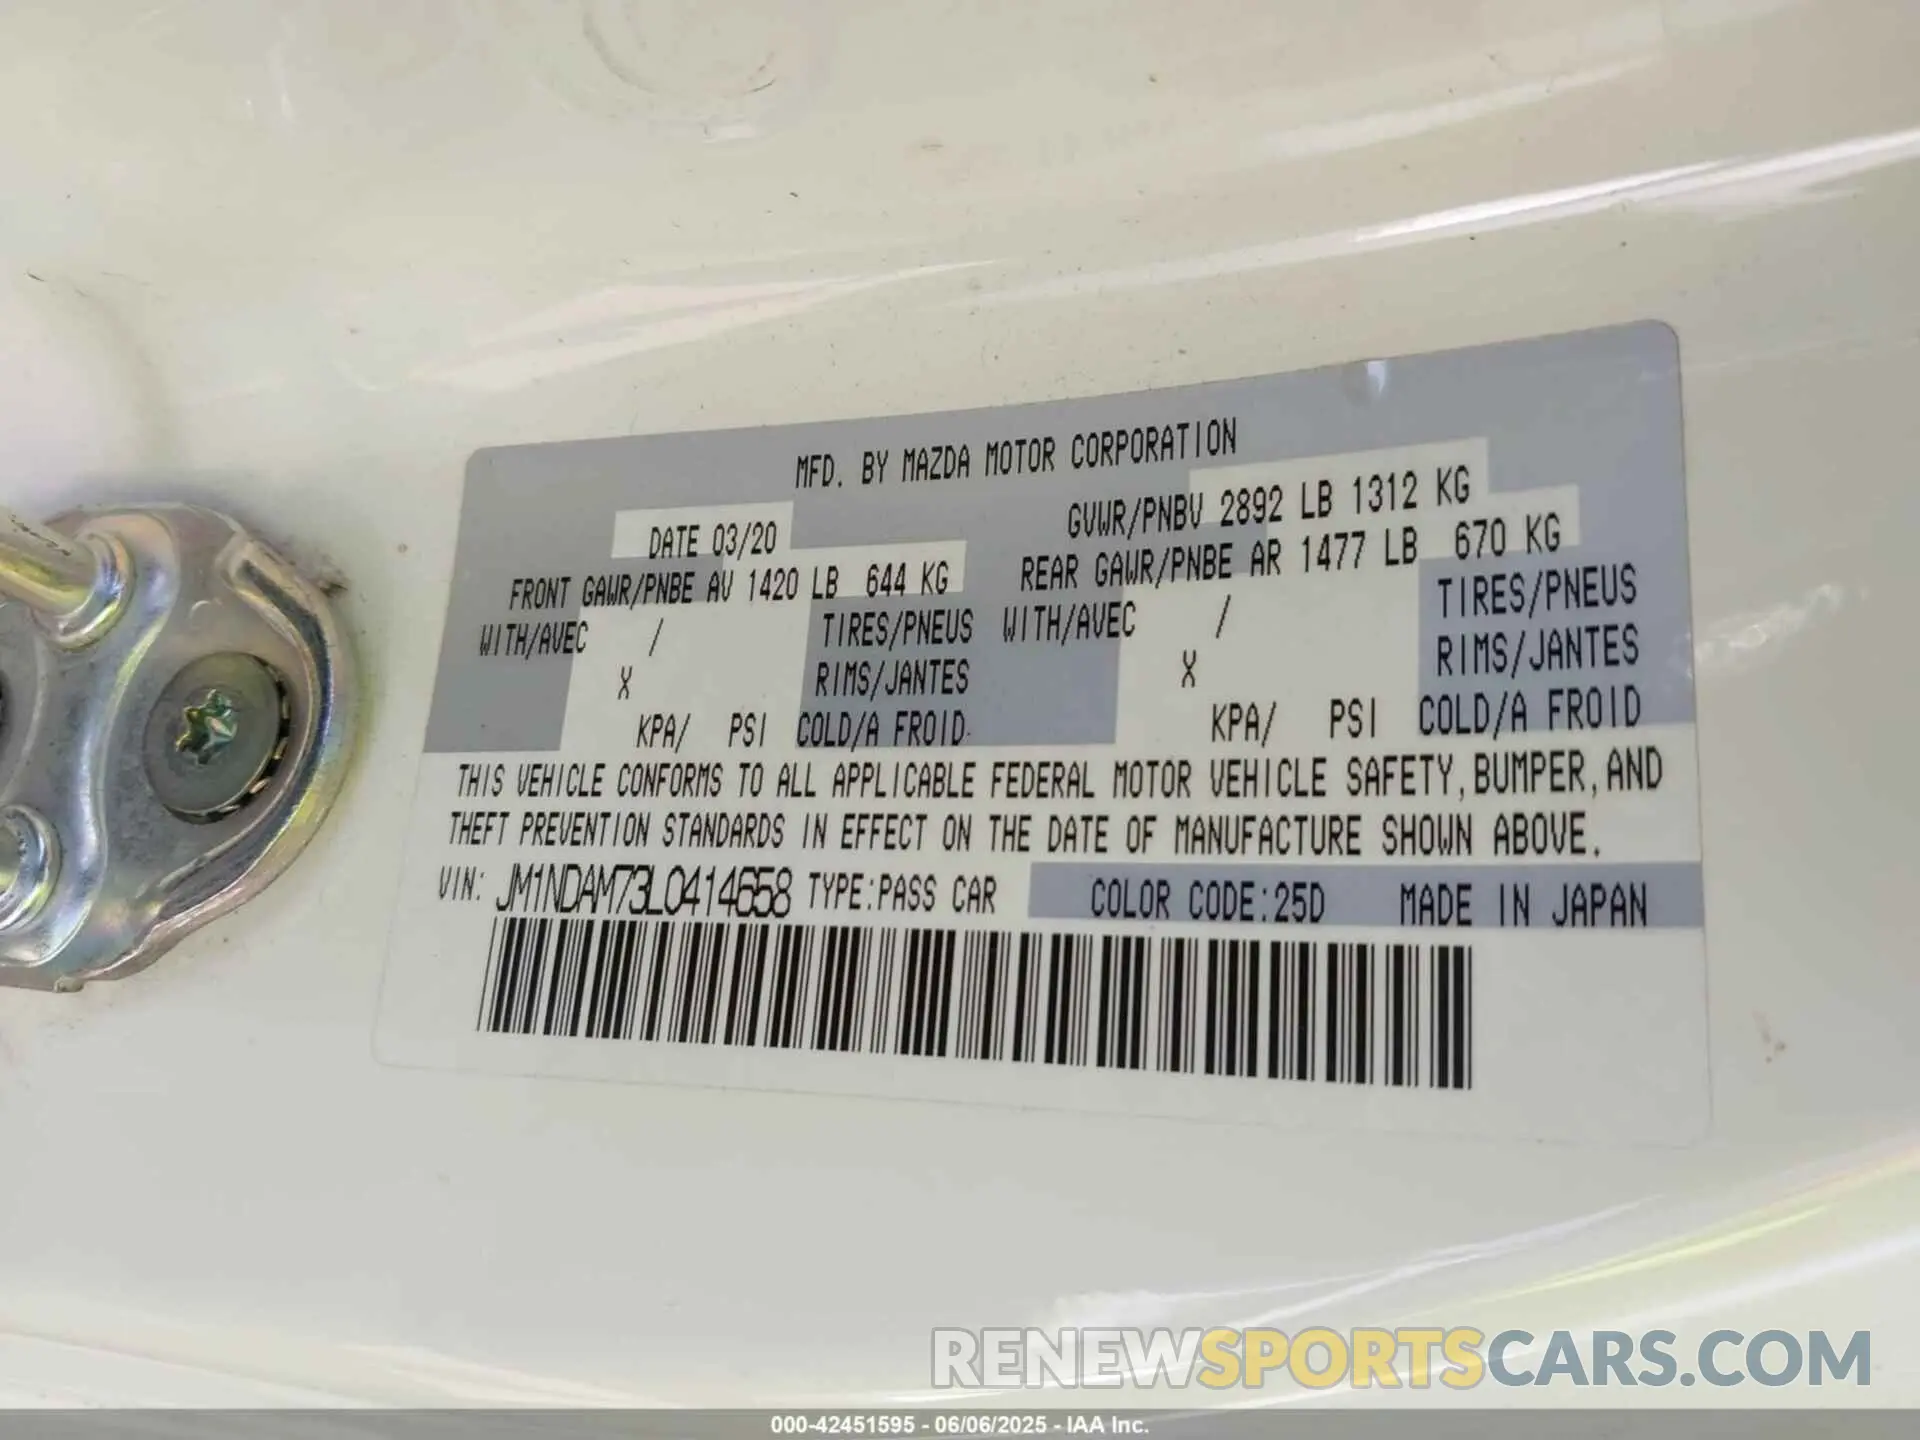 MFD. BY MAZDA MOTOR CORPORATION
DATE 03/20 GVWR/PNBV 2892 LB 1312 KG
FRONT GAWR/PNBE AV 1420 LB 644 KG REAR GAWR/PNBE AR 1477 LB 670 KG
WITH/AVEC / TIRES/PNEUS WITH/AVEC / TIRES/PNEUS
X RIMS/JANTES X RIMS/JANTES
KPA/ PSI COLD/A FROID KPA/ PSI COLD/A FROID
THIS VEHICLE CONFORMS TO ALL APPLICABLE FEDERAL MOTOR VEHICLE SAFETY, BUMPER, AND
THEFT PREVENTION STANDARDS IN EFFECT ON THE DATE OF MANUFACTURE SHOWN ABOVE.
VIN: JM1NDAM73L0414658 TYPE:PASS CAR COLOR CODE:25D MADE IN JAPAN
RENEWSPORTSCARS.COM
000-42451595 - 06/06/2025 - IAA Inc.